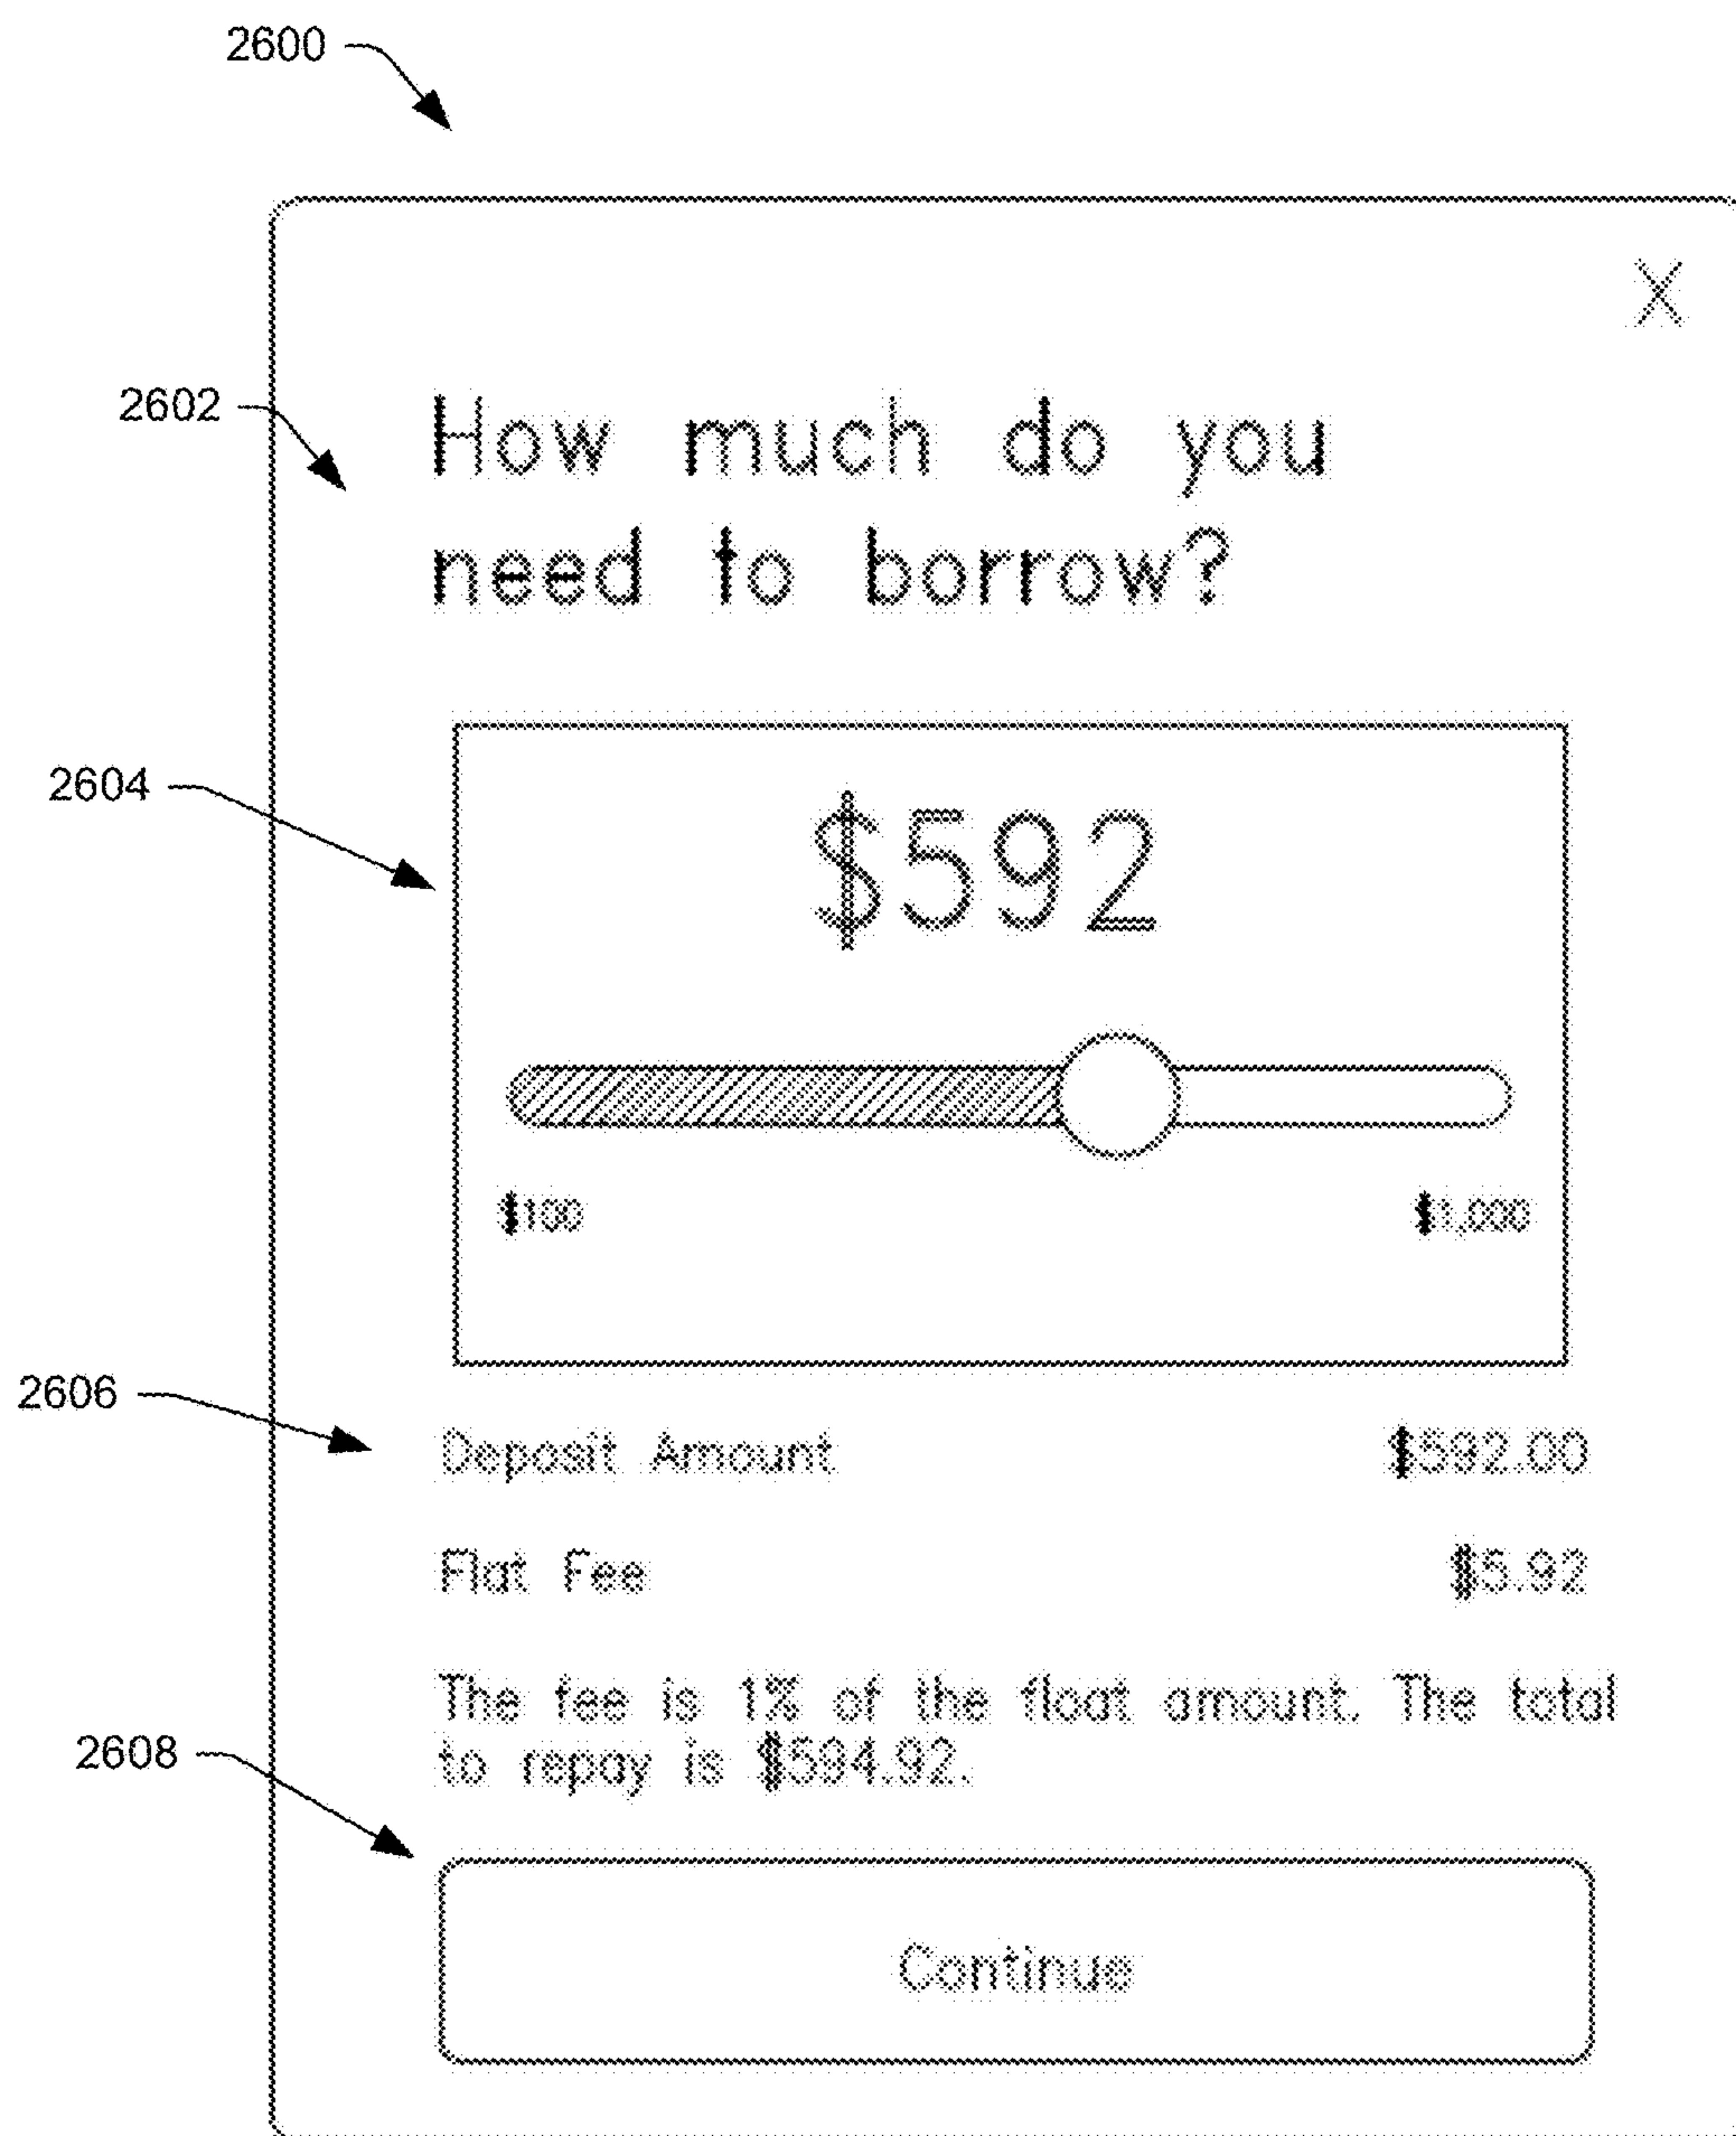 2600
X
2602
How much do you
need to borrow?
2604
$592
$100 $1,000
2606
Deposit Amount $592.00
Flat Fee $5.92
The fee is 1% of the float amount. The total
to repay is $594.92.
2608
Continue